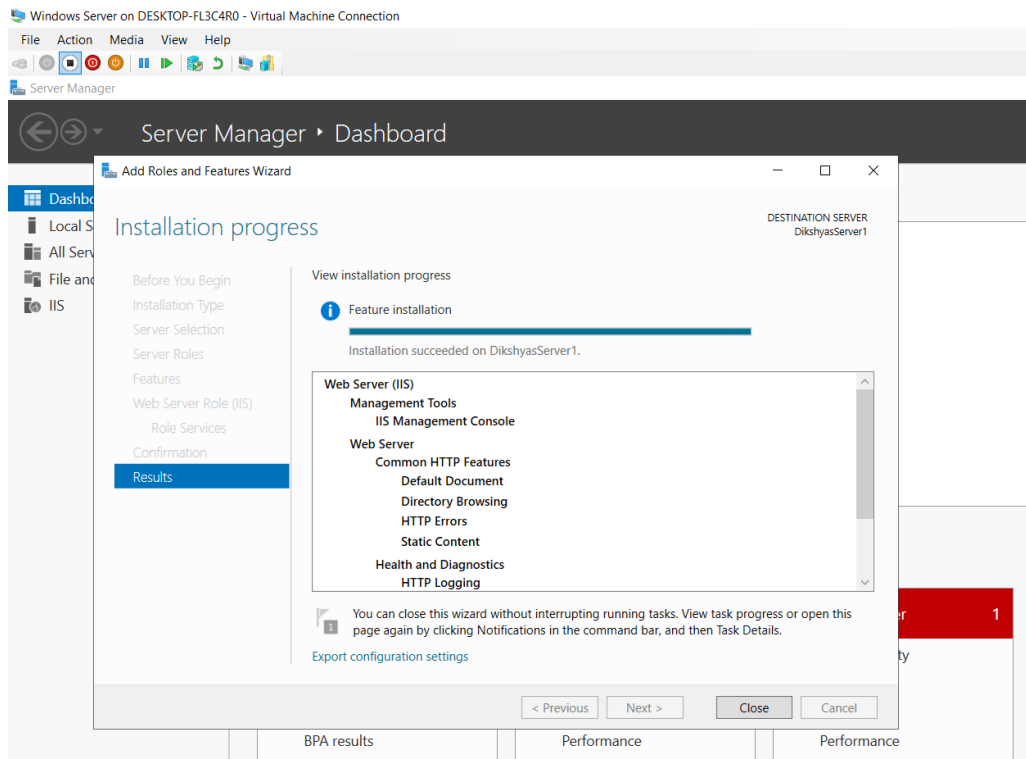 Windows Server on DESKTOP-FL3C4R0 - Virtual Machine Connection
File Action Media View Help
Server Manager
Server Manager • Dashboard
Add Roles and Features Wizard
Dashbo
Local S
All Serv
File and
IIS
Installation progress
DESTINATION SERVER
DikshyasServer1
Before You Begin
Installation Type
Server Selection
Server Roles
Features
Web Server Role (IIS)
Role Services
Confirmation
Results
View installation progress
Feature installation
Installation succeeded on DikshyasServer1.
Web Server (IIS)
Management Tools
IIS Management Console
Web Server
Common HTTP Features
Default Document
Directory Browsing
HTTP Errors
Static Content
Health and Diagnostics
HTTP Logging
1
You can close this wizard without interrupting running tasks. View task progress or open this
page again by clicking Notifications in the command bar, and then Task Details.
Export configuration settings
< Previous Next > Close Cancel
er 1
ty
BPA results Performance Performance